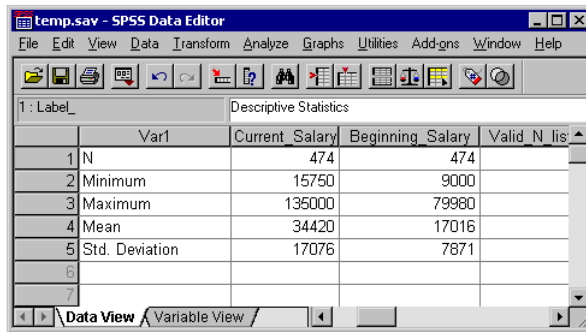 temp.sav - SPSS Data Editor
File Edit View Data Transform Analyze Graphs Utilities Add-ons Window Help
1 : Label_ Descriptive Statistics
Var1 Current_Salary Beginning_Salary Valid_N_lis
1 N 474 474
2 Minimum 15750 9000
3 Maximum 135000 79980
4 Mean 34420 17016
5 Std. Deviation 17076 7871
6
7
Data View Variable View